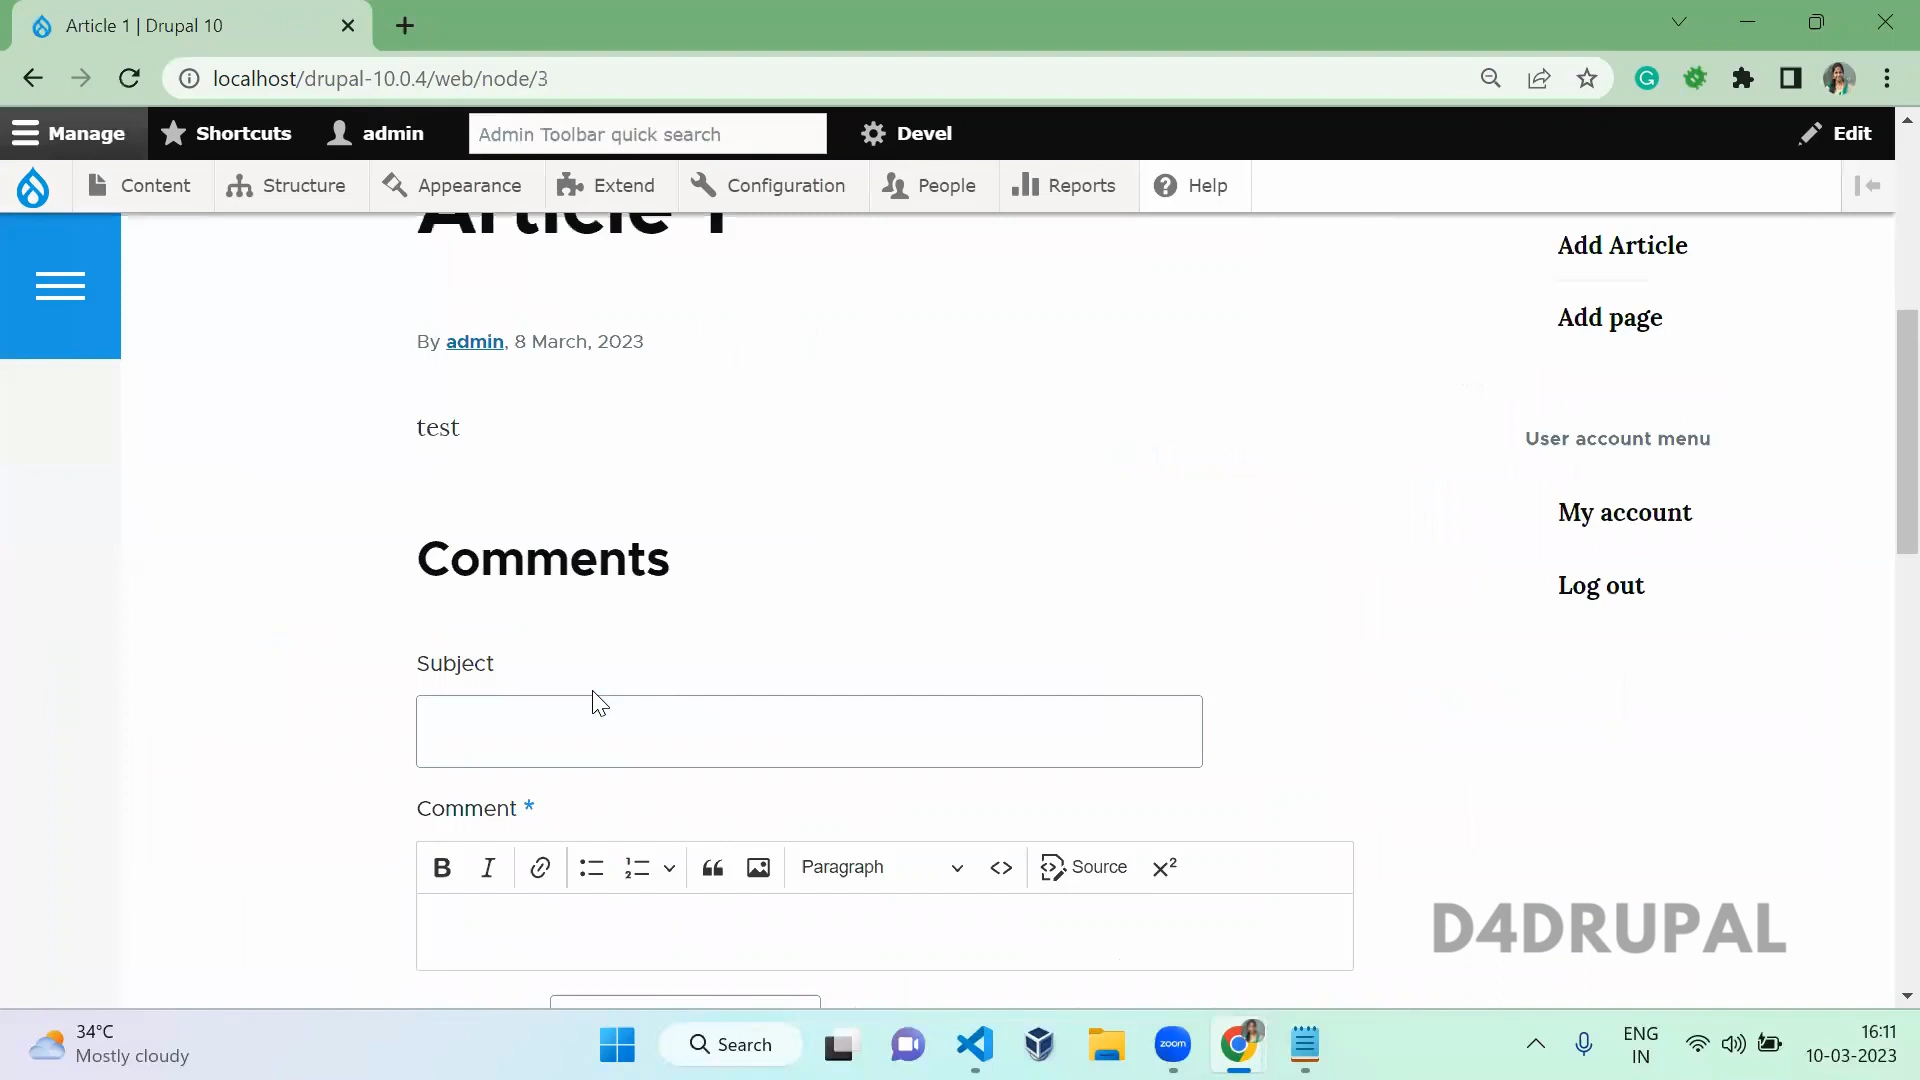 Article 1 | Drupal 10
localhost/drupal-10.0.4/web/node/3
Manage Shortcuts admin Admin Toolbar quick search Devel Edit
Content Structure Appearance Extend Configuration People Reports Help
Article 1
Add Article
Add page
By admin, 8 March, 2023
test
User account menu
My account
Log out
Comments
Subject
Comment *
Paragraph Source
D4DRUPAL
34°C
Mostly cloudy
Search
zoom
ENG
IN
16:11
10-03-2023